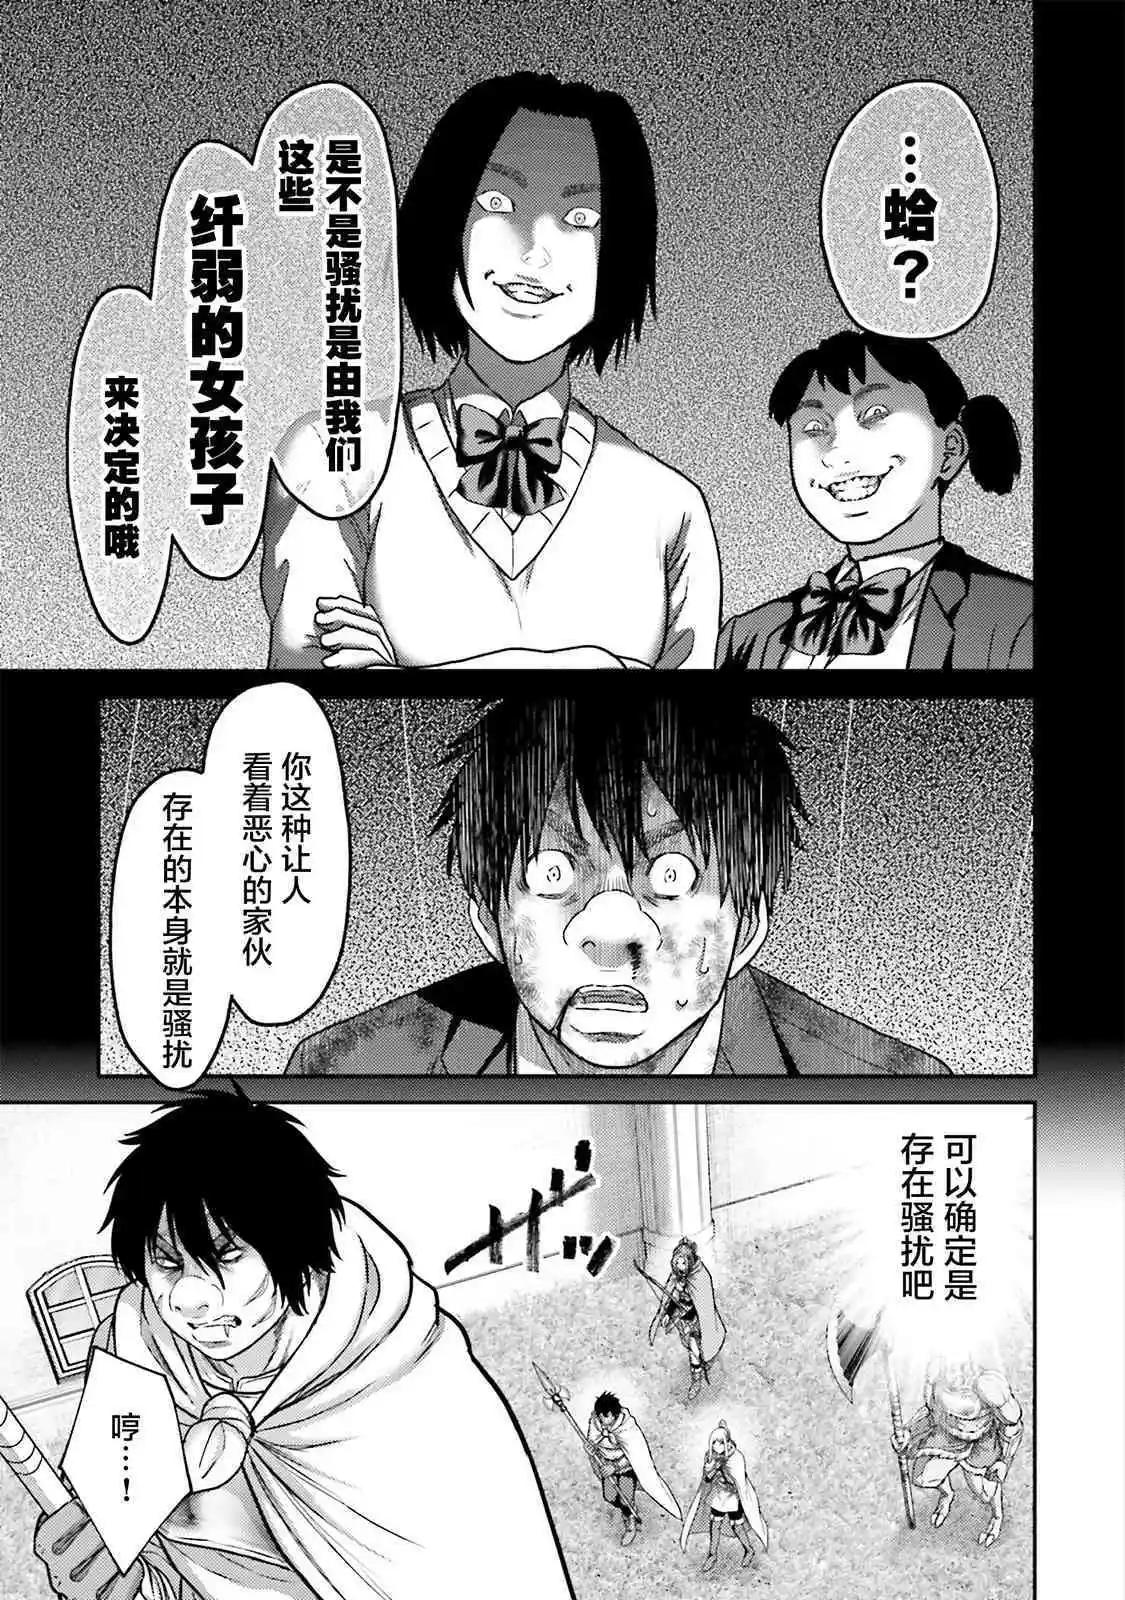 …蛤？
是不是骚扰是由我们
这些
纤弱的女孩子
来决定的哦
你这种让人
看着恶心的家伙
存在的本身就是骚扰
可以确定是
存在骚扰吧
ザッ
哼…！